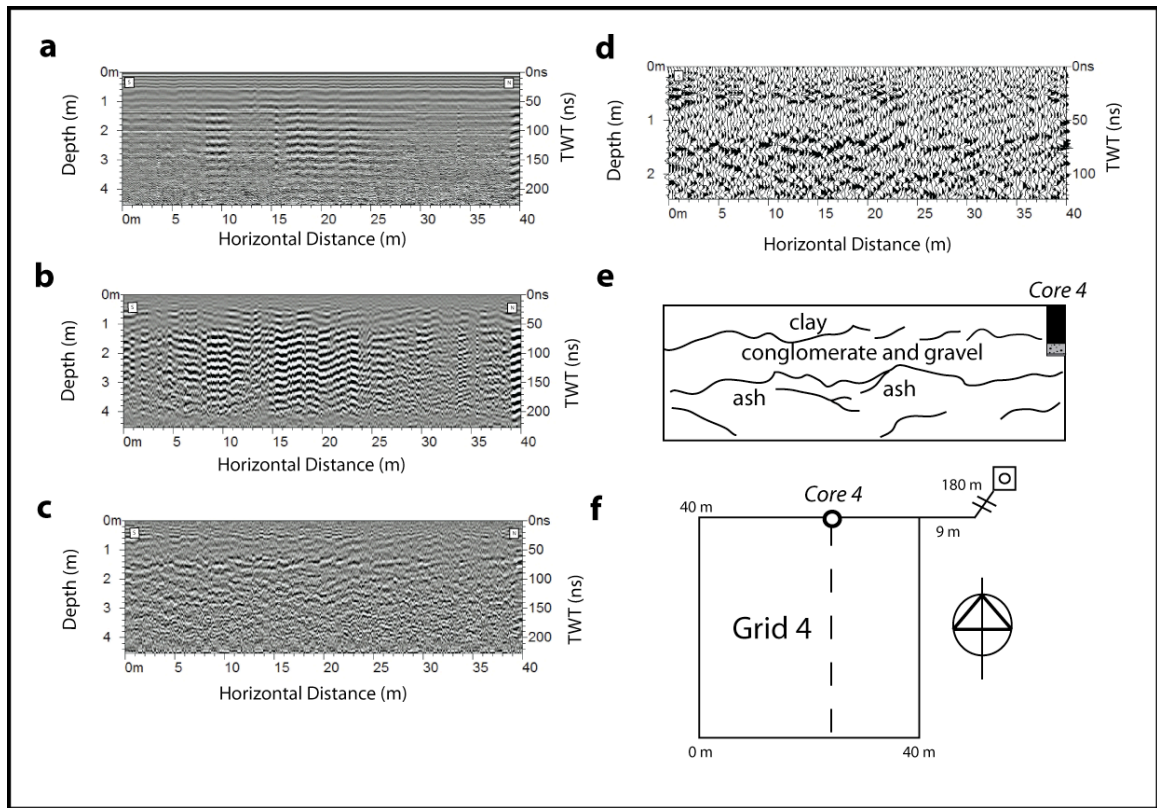 a
0m
1
2
3
4
Depth (m)
0ns
50
100
150
200
TWT (ns)
S
N
0m 5 10 15 20 25 30 35 40
Horizontal Distance (m)
b
0m
1
2
3
4
Depth (m)
0ns
50
100
150
200
TWT (ns)
S
N
0m 5 10 15 20 25 30 35 40
Horizontal Distance (m)
c
0m
1
2
3
4
Depth (m)
0ns
50
100
150
200
TWT (ns)
S
N
0m 5 10 15 20 25 30 35 40
Horizontal Distance (m)
d
0m
1
2
Depth (m)
0ns
50
100
TWT (ns)
0m 5 10 15 20 25 30 35 40
Horizontal Distance (m)
e
Core 4
clay
conglomerate and gravel
ash
ash
f
Core 4
180 m
40 m
9 m
Grid 4
0 m
40 m